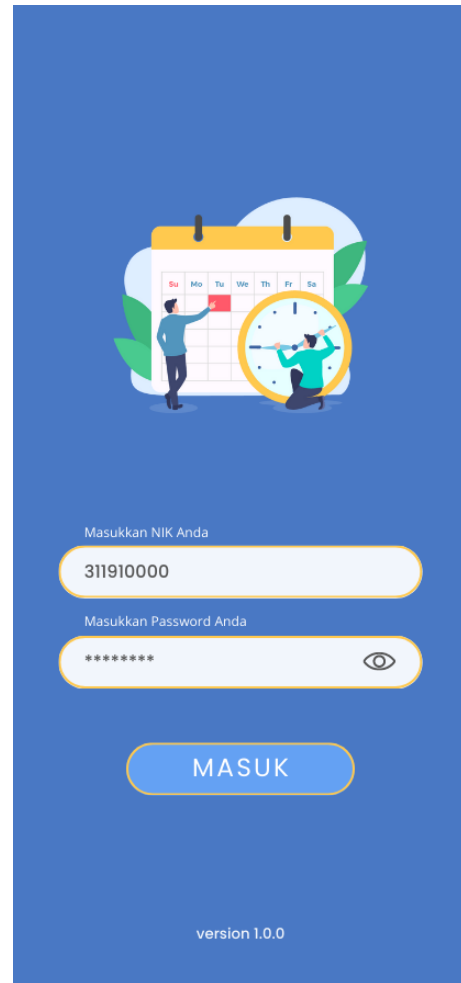 Su Mo Tu We Th Fr Sa
Masukkan NIK Anda
311910000
Masukkan Password Anda
********
MASUK
version 1.0.0